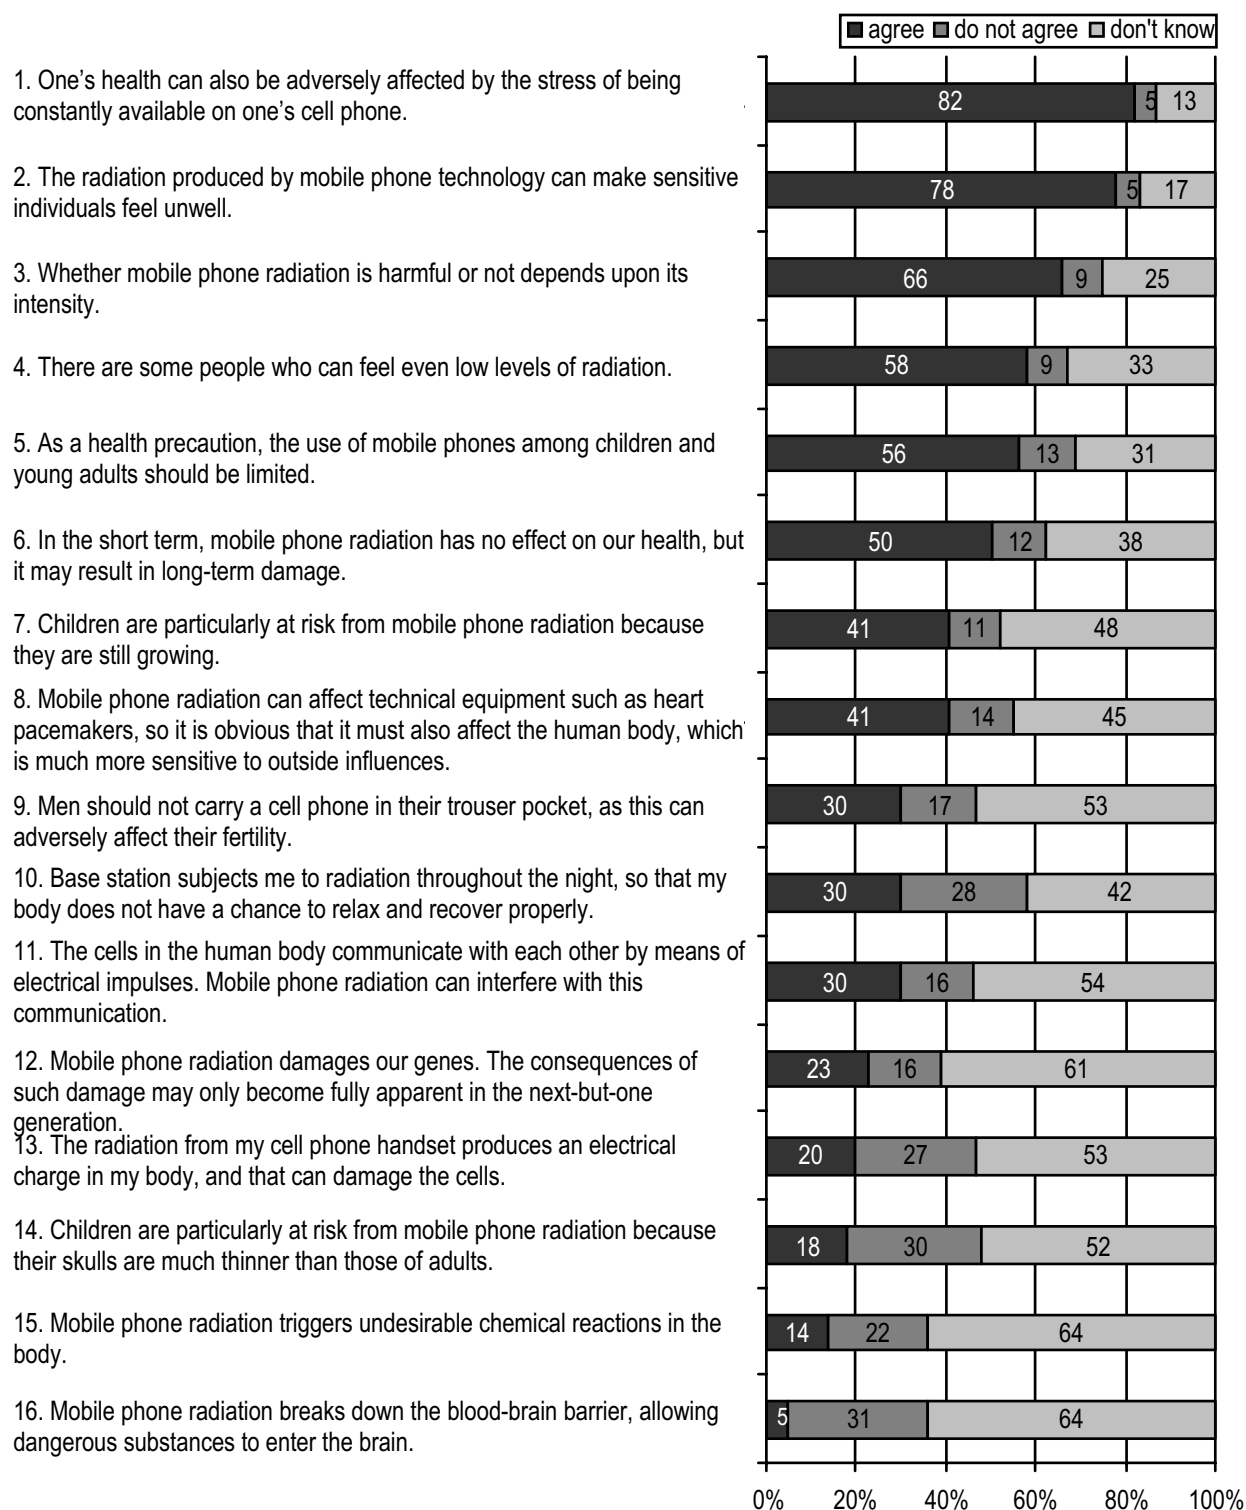 agree do not agree don't know
1. One’s health can also be adversely affected by the stress of being
constantly available on one’s cell phone.
82 5 13
2. The radiation produced by mobile phone technology can make sensitive
individuals feel unwell.
78 5 17
3. Whether mobile phone radiation is harmful or not depends upon its
intensity.
66 9 25
4. There are some people who can feel even low levels of radiation.
58 9 33
5. As a health precaution, the use of mobile phones among children and
young adults should be limited.
56 13 31
6. In the short term, mobile phone radiation has no effect on our health, but
it may result in long-term damage.
50 12 38
7. Children are particularly at risk from mobile phone radiation because
they are still growing.
41 11 48
8. Mobile phone radiation can affect technical equipment such as heart
pacemakers, so it is obvious that it must also affect the human body, which
is much more sensitive to outside influences.
41 14 45
9. Men should not carry a cell phone in their trouser pocket, as this can
adversely affect their fertility.
30 17 53
10. Base station subjects me to radiation throughout the night, so that my
body does not have a chance to relax and recover properly.
30 28 42
11. The cells in the human body communicate with each other by means of
electrical impulses. Mobile phone radiation can interfere with this
communication.
30 16 54
12. Mobile phone radiation damages our genes. The consequences of
such damage may only become fully apparent in the next-but-one
generation.
23 16 61
13. The radiation from my cell phone handset produces an electrical
charge in my body, and that can damage the cells.
20 27 53
14. Children are particularly at risk from mobile phone radiation because
their skulls are much thinner than those of adults.
18 30 52
15. Mobile phone radiation triggers undesirable chemical reactions in the
body.
14 22 64
16. Mobile phone radiation breaks down the blood-brain barrier, allowing
dangerous substances to enter the brain.
5 31 64
0% 20% 40% 60% 80% 100%